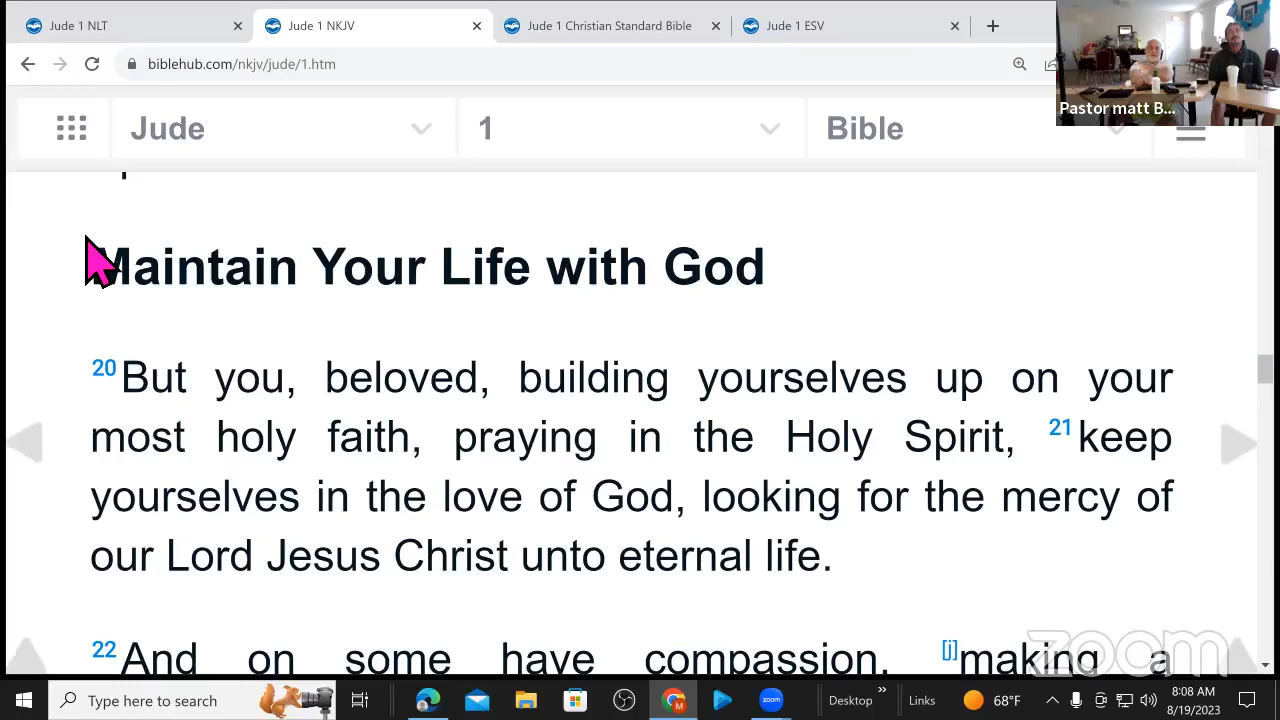 Jude 1 NLT
Jude 1 NKJV
Jude 1 Christian Standard Bible
Jude 1 ESV
biblehub.com/nkjv/jude/1.htm
Pastor matt B...
Jude
1
Bible
Maintain Your Life with God
20 But you, beloved, building yourselves up on your
most holy faith, praying in the Holy Spirit, 21 keep
yourselves in the love of God, looking for the mercy of
our Lord Jesus Christ unto eternal life.
22 And on some have compassion, [j] making a
zoom
Type here to search
zoom
Desktop
Links
68°F
8:08 AM
8/19/2023